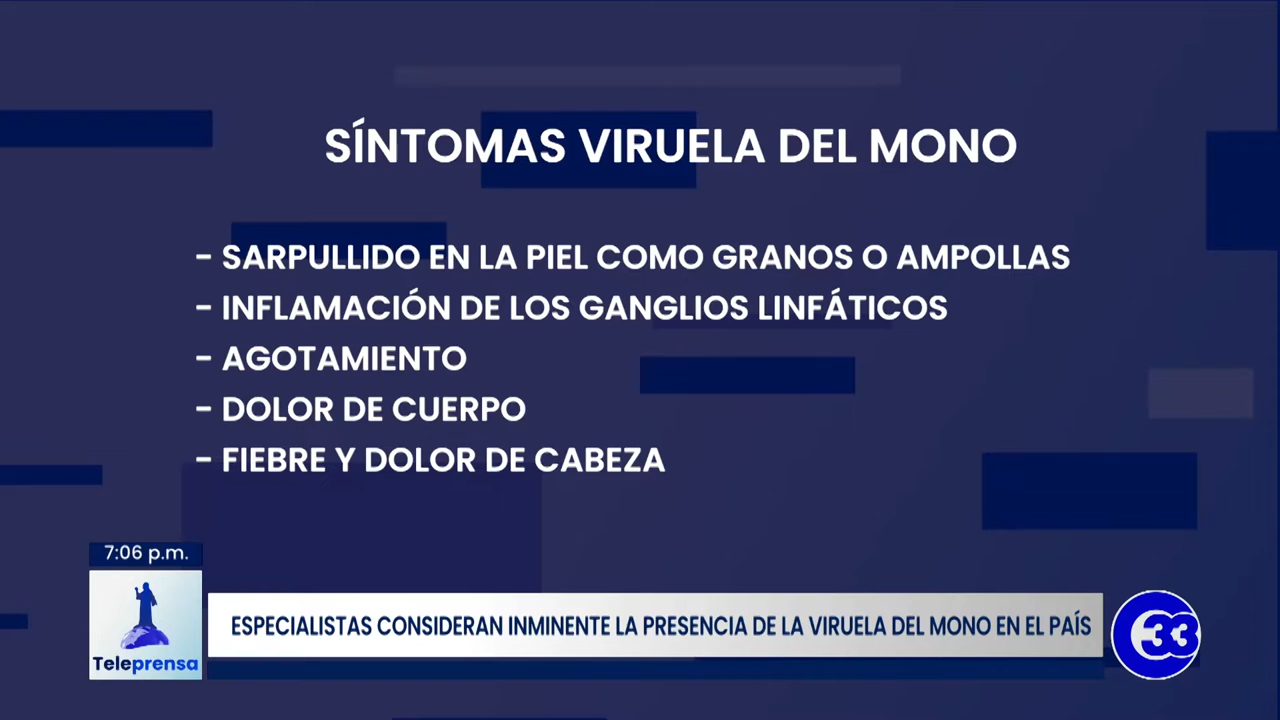 SÍNTOMAS VIRUELA DEL MONO
- SARPULLIDO EN LA PIEL COMO GRANOS O AMPOLLAS
- INFLAMACIÓN DE LOS GANGLIOS LINFÁTICOS
- AGOTAMIENTO
- DOLOR DE CUERPO
- FIEBRE Y DOLOR DE CABEZA
7:06 p.m.
Teleprensa
ESPECIALISTAS CONSIDERAN INMINENTE LA PRESENCIA DE LA VIRUELA DEL MONO EN EL PAÍS
33